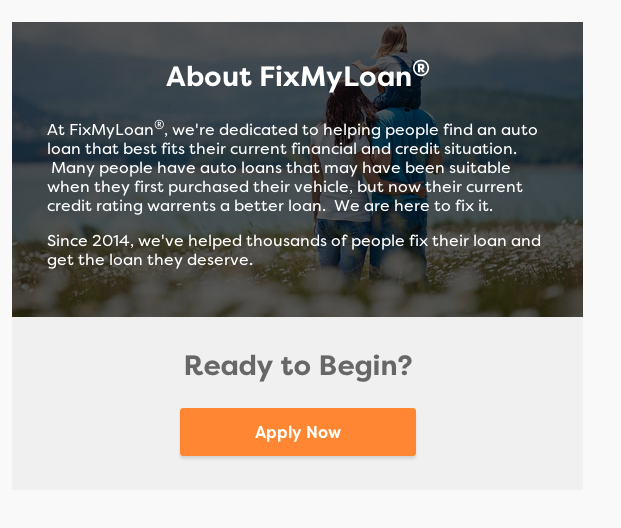 About FixMyLoan®
At FixMyLoan®, we're dedicated to helping people find an auto
loan that best fits their current financial and credit situation.
Many people have auto loans that may have been suitable
when they first purchased their vehicle, but now their current
credit rating warrents a better loan.  We are here to fix it.
Since 2014, we've helped thousands of people fix their loan and
get the loan they deserve.
Ready to Begin?
Apply Now